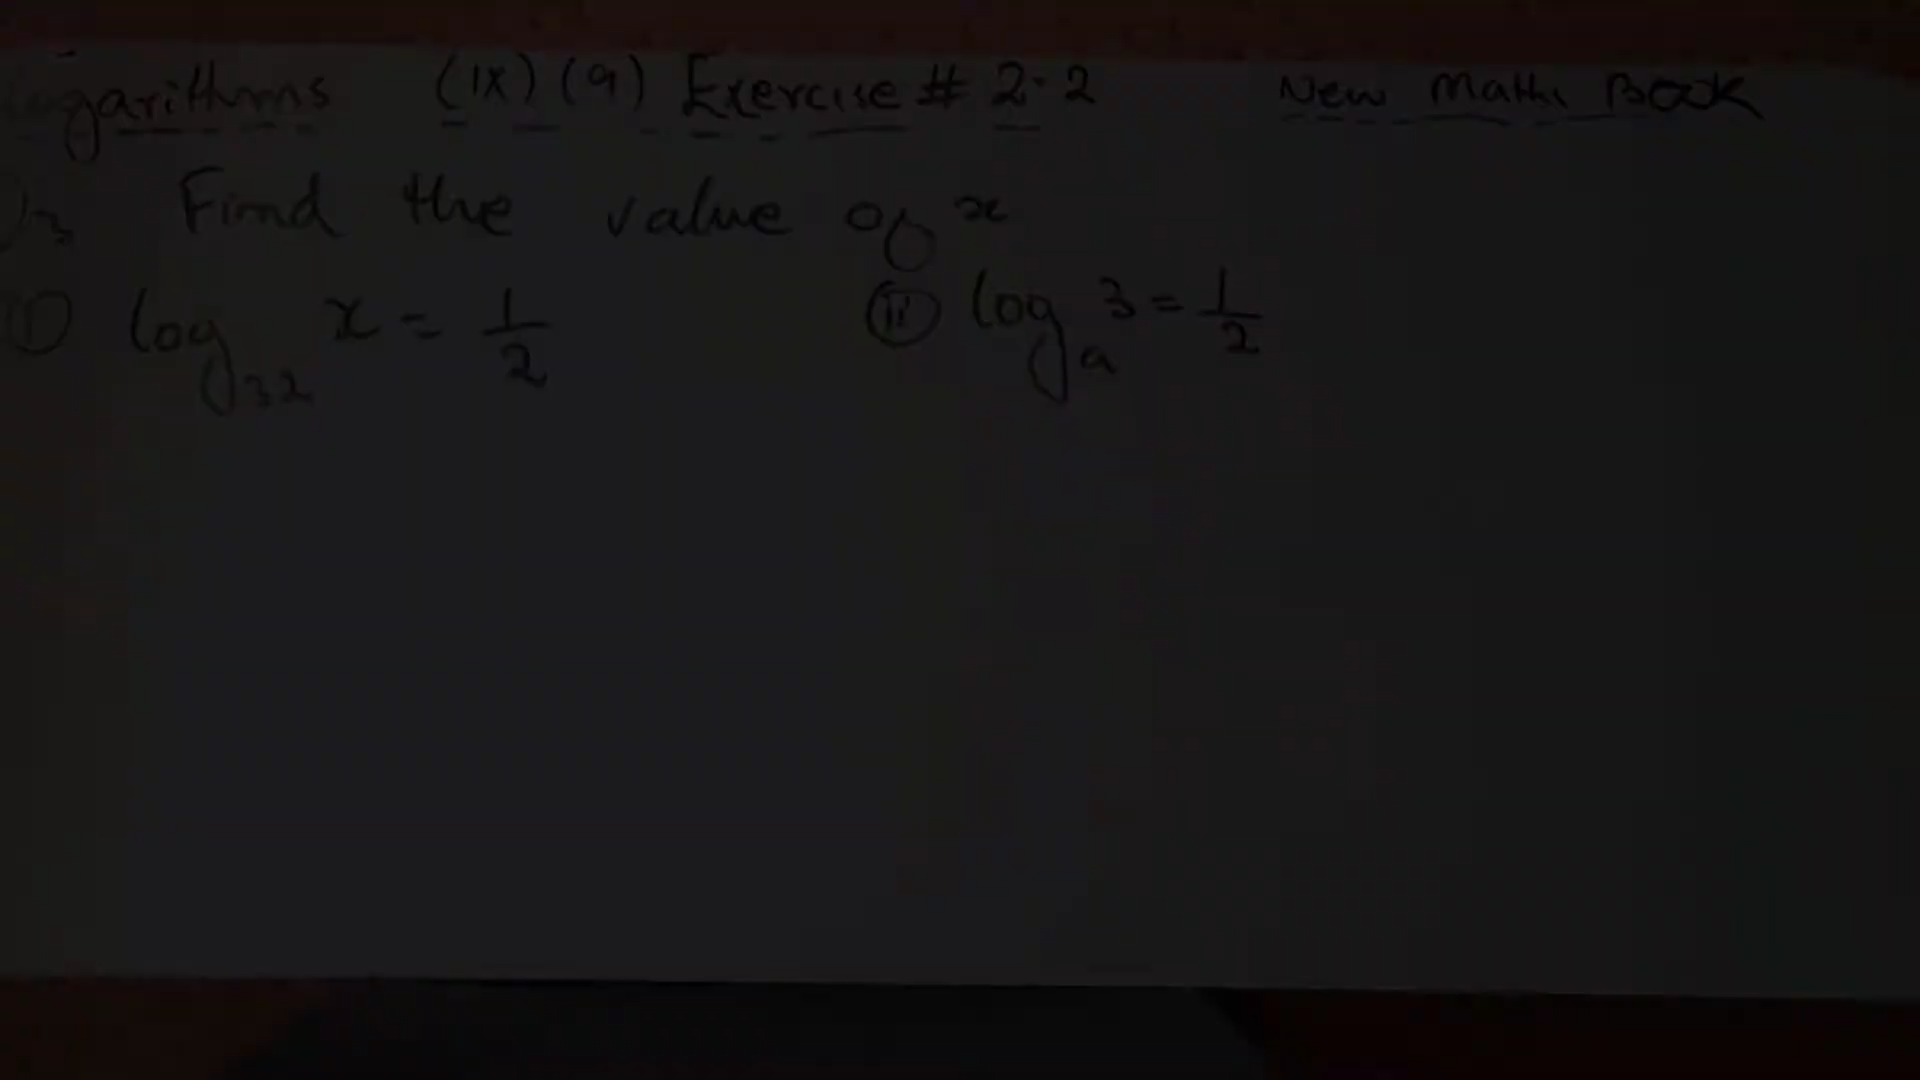 Logarithms (IX) (9) Exercise # 2.2 New Maths Book
Q3 Find the value of x
(i) log₃₂ x = 1/2 (ii) logₐ 3 = 1/2